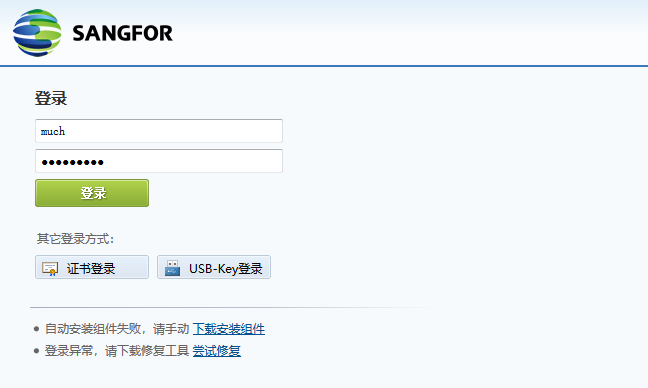 SANGFOR
登录
much
●●●●●●●●●
登录
其它登录方式：
证书登录 USB-Key登录
● 自动安装组件失败，请手动 下载安装组件
● 登录异常，请下载修复工具 尝试修复